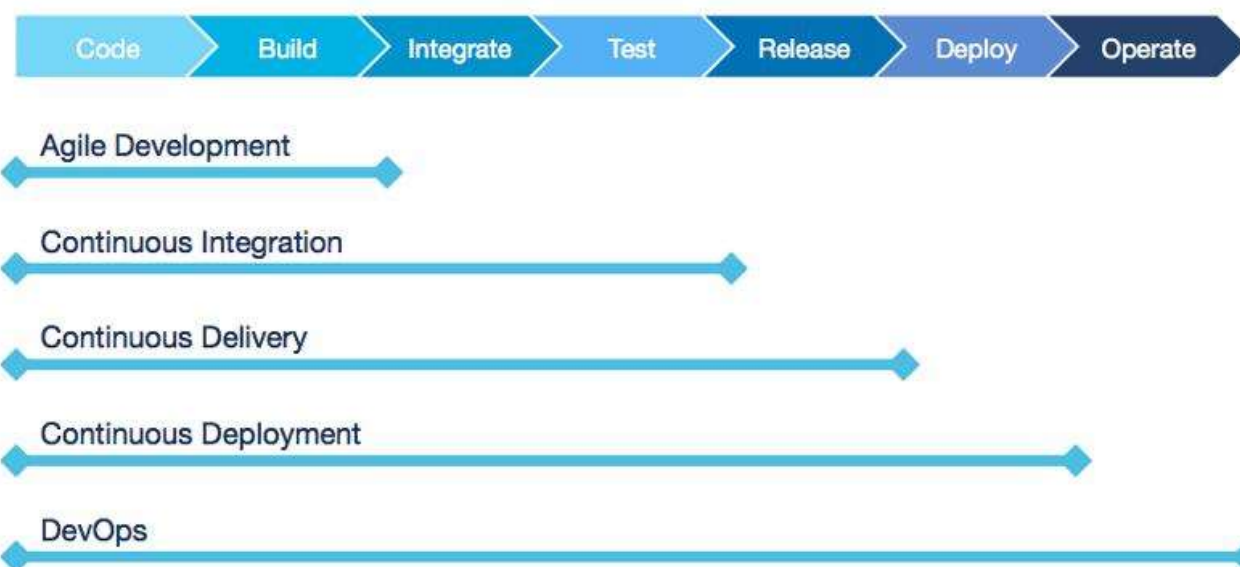 Code Build Integrate Test Release Deploy Operate
Agile Development
Continuous Integration
Continuous Delivery
Continuous Deployment
DevOps